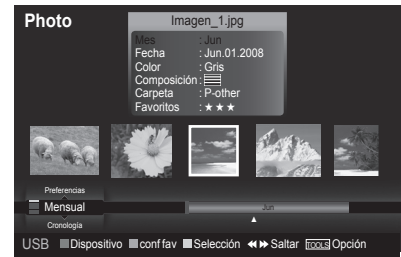 Photo
Imagen_1.jpg
Mes : Jun
Fecha : Jun.01.2008
Color : Gris
Composición :
Carpeta : P-other
Favoritos : ★★★
Preferencias
Mensual
Cronología
Jun
USB Dispositivo conf fav Selección Saltar TOOLS Opción